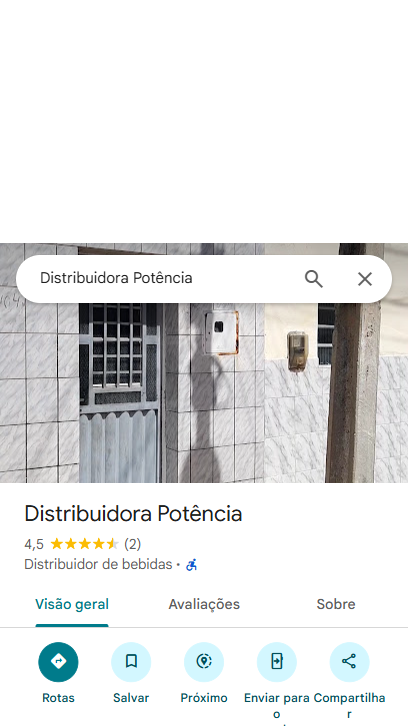 Distribuidora Potência
Distribuidora Potência
4,5 (2)
Distribuidor de bebidas ·
Visão geral Avaliações Sobre
Rotas Salvar Próximo Enviar para o Compartilhar